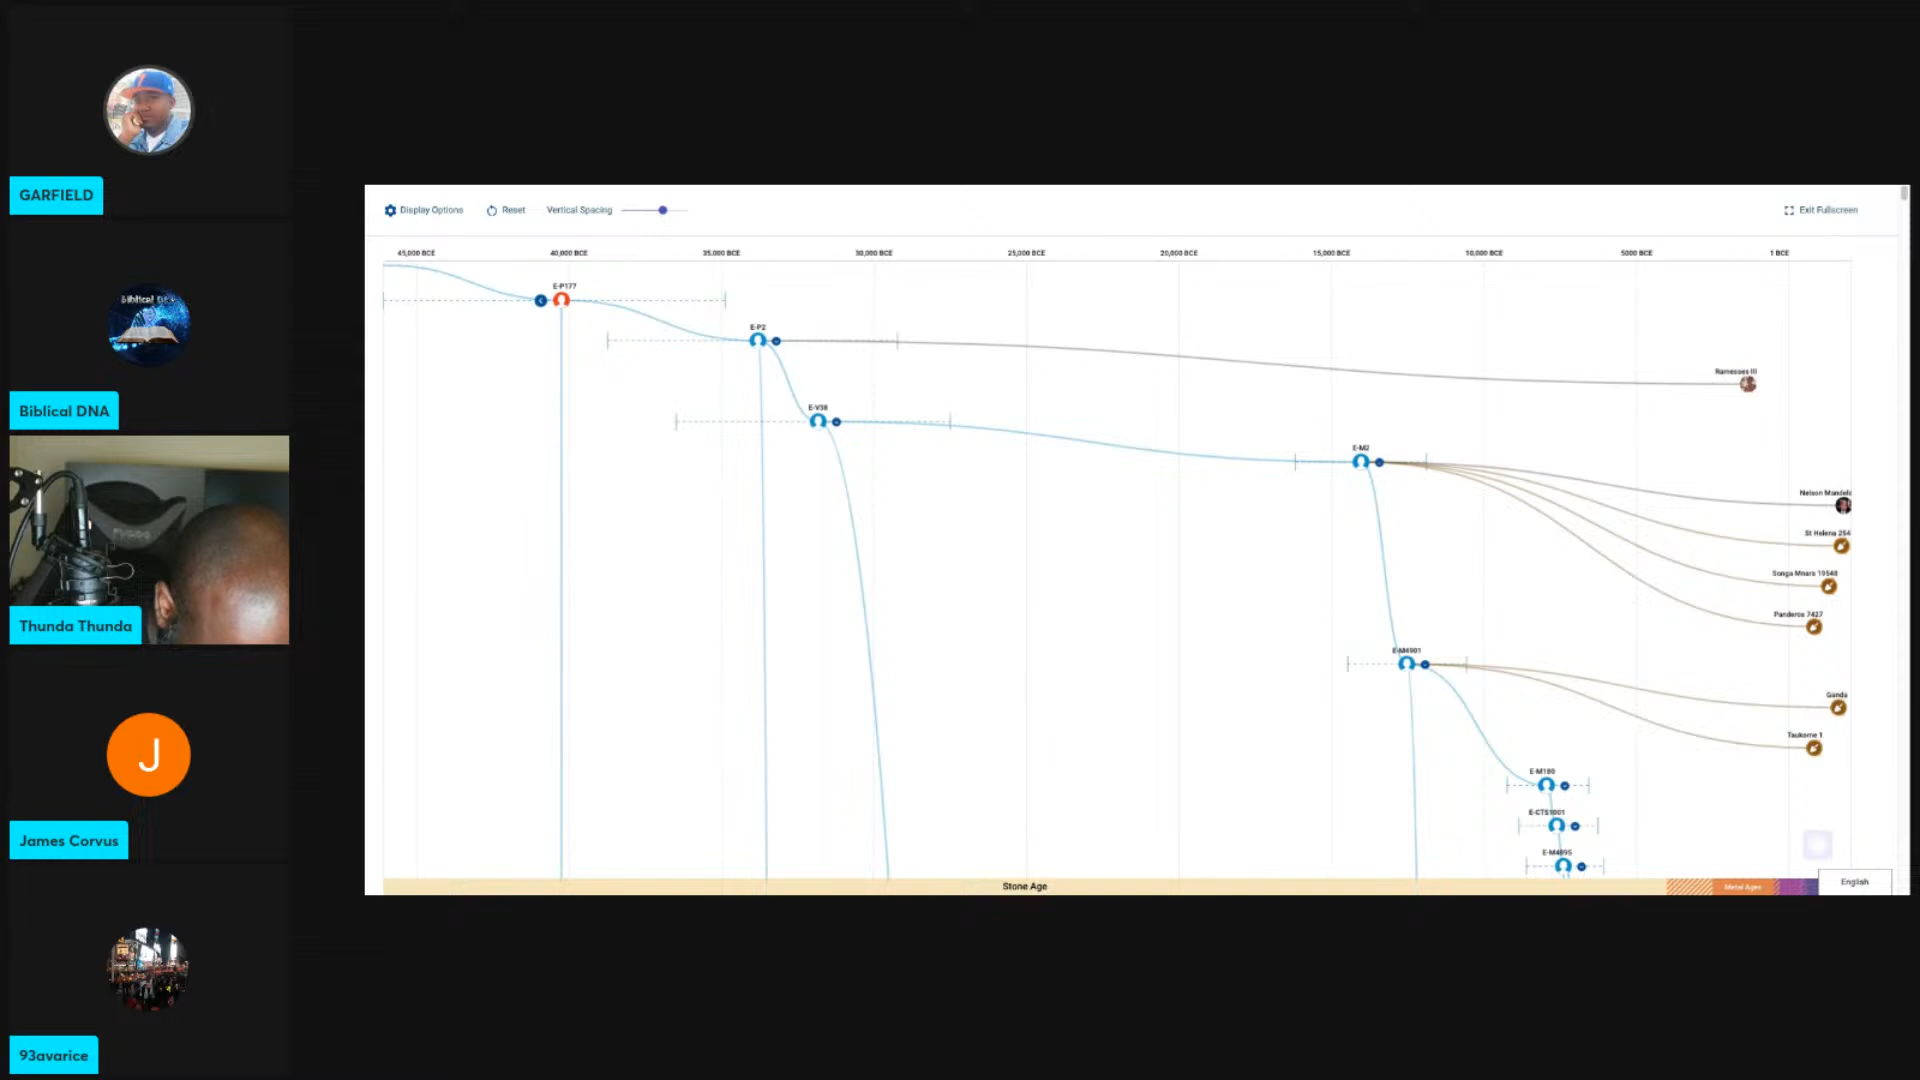 GARFIELD
Biblical DNA
Thunda Thunda
J
James Corvus
93avarice
Display Options
Reset
Vertical Spacing
Exit Fullscreen
45,000 BCE
40,000 BCE
35,000 BCE
30,000 BCE
25,000 BCE
20,000 BCE
15,000 BCE
10,000 BCE
5000 BCE
1 BCE
E-P177
E-P2
Ramesses III
E-V38
E-M2
Nelson Mandela
St Helena 254
Songa Mnara 19548
Panderos 7427
E-M4901
Ganda
Taukome 1
E-M180
E-CTS1001
E-M4895
Stone Age
Metal Ages
English